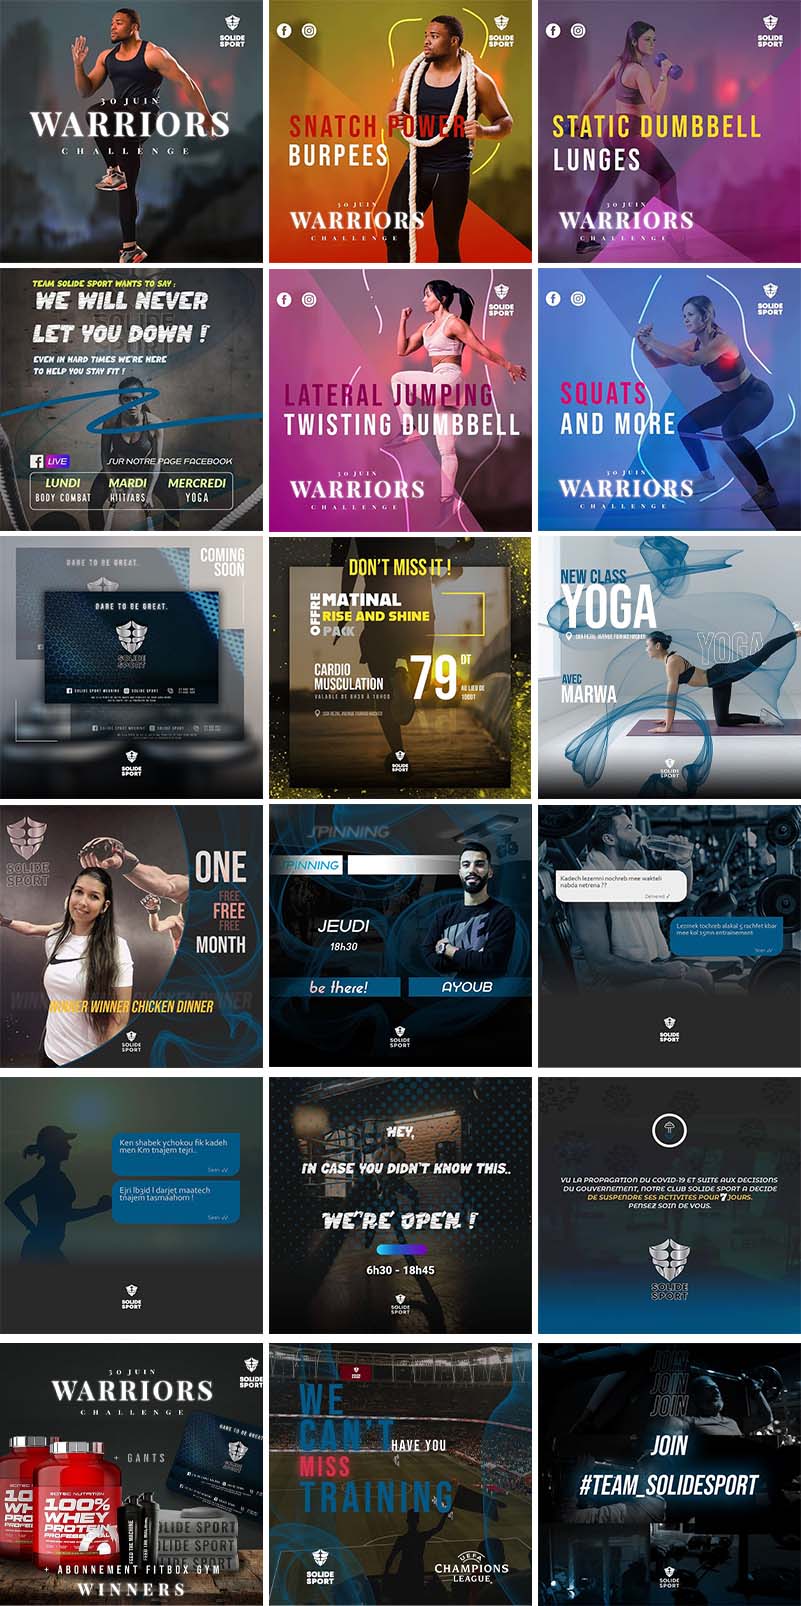 SOLIDE
SPORT
30 JUIN
WARRIORS
CHALLENGE
SOLIDE
SPORT
SNATCH POWER
BURPEES
30 JUIN
WARRIORS
CHALLENGE
SOLIDE
SPORT
STATIC DUMBBELL
LUNGES
30 JUIN
WARRIORS
CHALLENGE
TEAM SOLIDE SPORT WANTS TO SAY :
WE WILL NEVER
LET YOU DOWN !
EVEN IN HARD TIMES WE'RE HERE
TO HELP YOU STAY FIT !
LIVE
SUR NOTRE PAGE FACEBOOK
LUNDI MARDI MERCREDI
BODY COMBAT HIIT/ABS YOGA
SOLIDE
SPORT
LATERAL JUMPING
TWISTING DUMBBELL
30 JUIN
WARRIORS
CHALLENGE
SOLIDE
SPORT
SQUATS
AND MORE
30 JUIN
WARRIORS
CHALLENGE
COMING
SOON
DARE TO BE GREAT.
DARE TO BE GREAT.
SOLIDE
SPORT
SOLIDE
SPORT
DON'T MISS IT !
OFFRE
MATINAL
RISE AND SHINE
PACK
CARDIO
MUSCULATION
79 DT
AU LIEU DE
100DT
SOLIDE
SPORT
NEW CLASS
YOGA
YOGA
AVEC
MARWA
SOLIDE
SPORT
SOLIDE
SPORT
ONE
FREE
FREE
FREE
MONTH
WINNER WINNER CHICKEN DINNER
SOLIDE
SPORT
SPINNING
SPINNING
JEUDI
18h30
be there!
AYOUB
SOLIDE
SPORT
Kadech lezemni nochreb mee wakteli
nabda netrena ??
Delivered
Lezmek tochreb alakal 5 rachfet kbar
mee kol 15mn entrainement
Seen
SOLIDE
SPORT
Ken shabek ychokou fik kadeh
men Km tnajem tejri..
Seen
Ejri lb3id l darjet maatech
tnajem tasmaahom !
Seen
SOLIDE
SPORT
HEY,
IN CASE YOU DIDN'T KNOW THIS..
WE'RE OPEN !
6h30 - 18h45
SOLIDE
SPORT
VU LA PROPAGATION DU COVID-19 ET SUITE AUX DECISIONS
DU GOUVERNEMENT, NOTRE CLUB SOLIDE SPORT A DECIDE
DE SUSPENDRE SES ACTIVITES POUR 7 JOURS.
PENSEZ SOIN DE VOUS.
SOLIDE
SPORT
30 JUIN
WARRIORS
CHALLENGE
SOLIDE
SPORT
DARE TO BE GREAT
+ GANTS
SCITEC NUTRITION
100%
WHEY
PROTEIN
PROFESSIONAL
SOLIDE SPORT
+ ABONNEMENT FITBOX GYM
WINNERS
WE
CAN'T HAVE YOU
MISS
TRAINING
SOLIDE
SPORT
UEFA
CHAMPIONS
LEAGUE
JOIN
JOIN
JOIN
JOIN
#TEAM_SOLIDESPORT
SOLIDE
SPORT